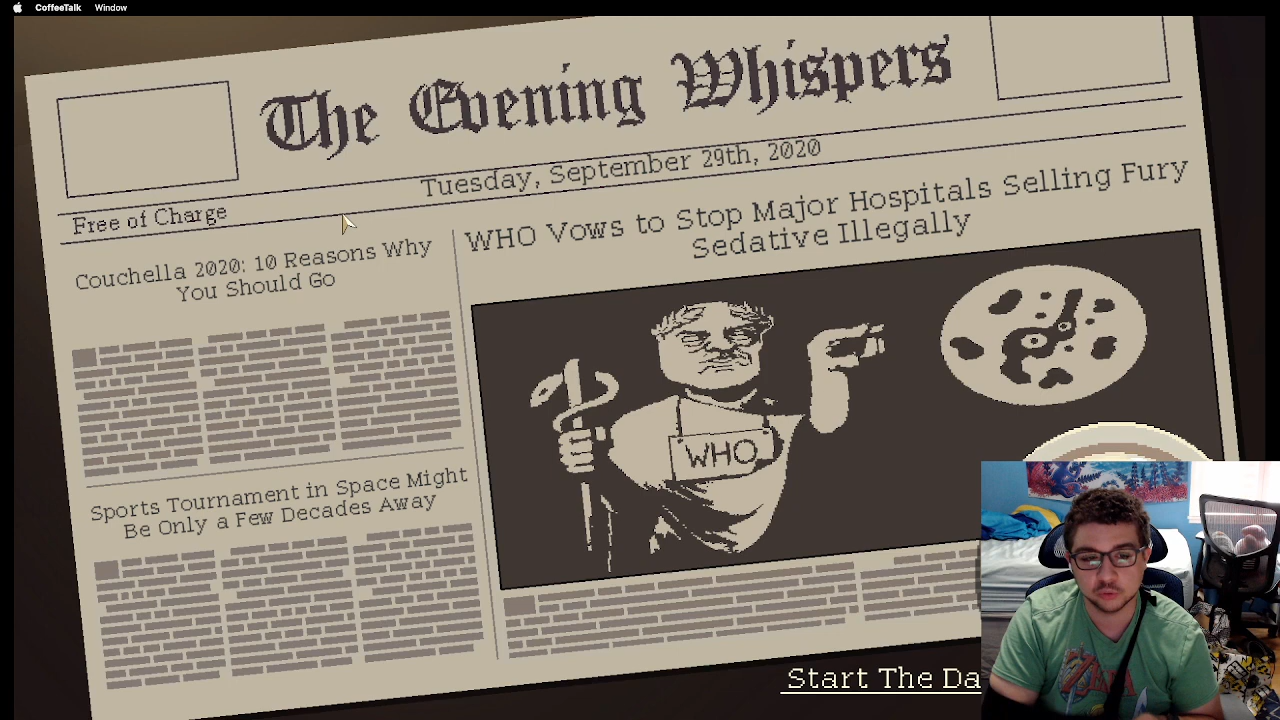 CoffeeTalk Window
The Evening Whispers
Tuesday, September 29th, 2020
Free of Charge
Couchella 2020: 10 Reasons Why
You Should Go
WHO Vows to Stop Major Hospitals Selling Fury
Sedative Illegally
WHO
Sports Tournament in Space Might
Be Only a Few Decades Away
Start The Da
ZELDA